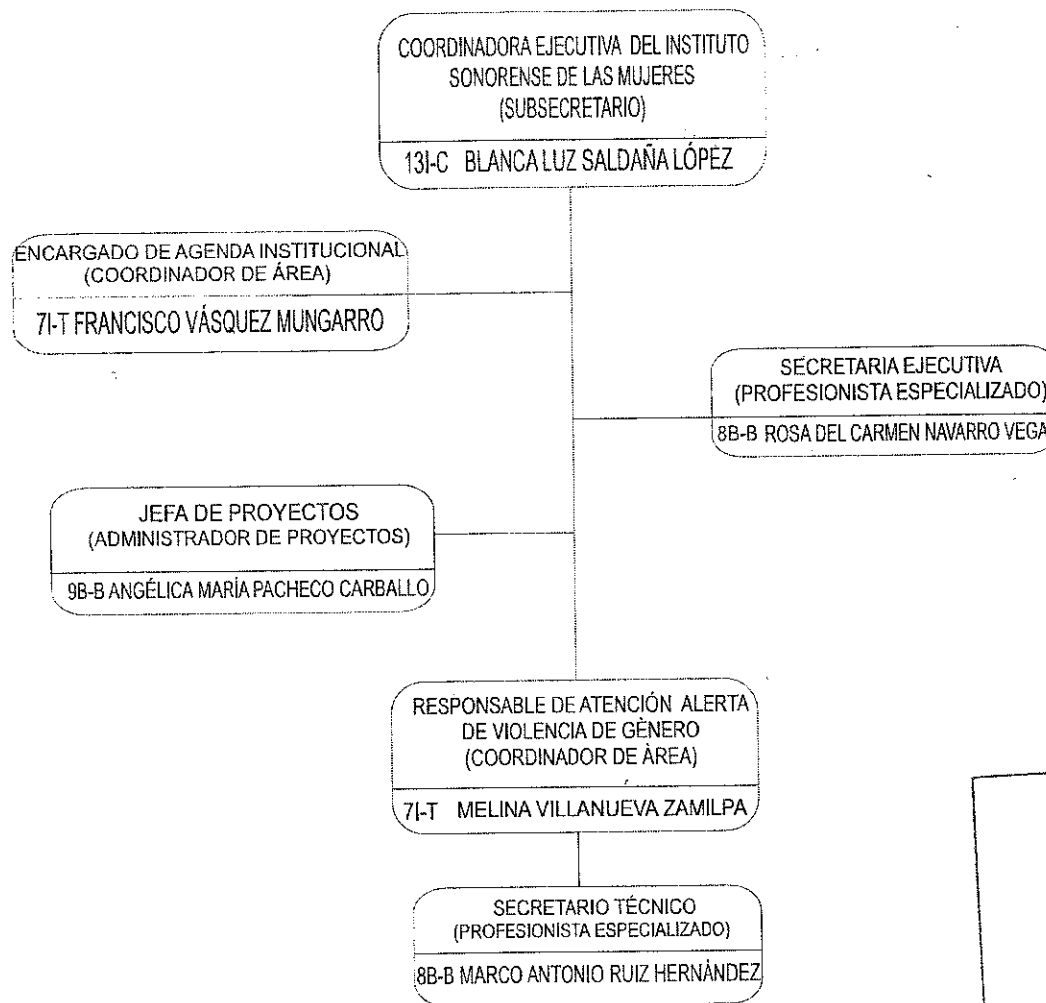 COORDINADORA EJECUTIVA DEL INSTITUTO
SONORENSE DE LAS MUJERES
(SUBSECRETARIO)
13I-C BLANCA LUZ SALDAÑA LÓPEZ
ENCARGADO DE AGENDA INSTITUCIONAL
(COORDINADOR DE ÁREA)
7I-T FRANCISCO VÁSQUEZ MUNGARRO
SECRETARIA EJECUTIVA
(PROFESIONISTA ESPECIALIZADO)
8B-B ROSA DEL CARMEN NAVARRO VEGA
JEFA DE PROYECTOS
(ADMINISTRADOR DE PROYECTOS)
9B-B ANGÉLICA MARÍA PACHECO CARBALLO
RESPONSABLE DE ATENCIÓN ALERTA
DE VIOLENCIA DE GÈNERO
(COORDINADOR DE ÀREA)
7I-T MELINA VILLANUEVA ZAMILPA
SECRETARIO TÉCNICO
(PROFESIONISTA ESPECIALIZADO)
8B-B MARCO ANTONIO RUIZ HERNÀNDEZ